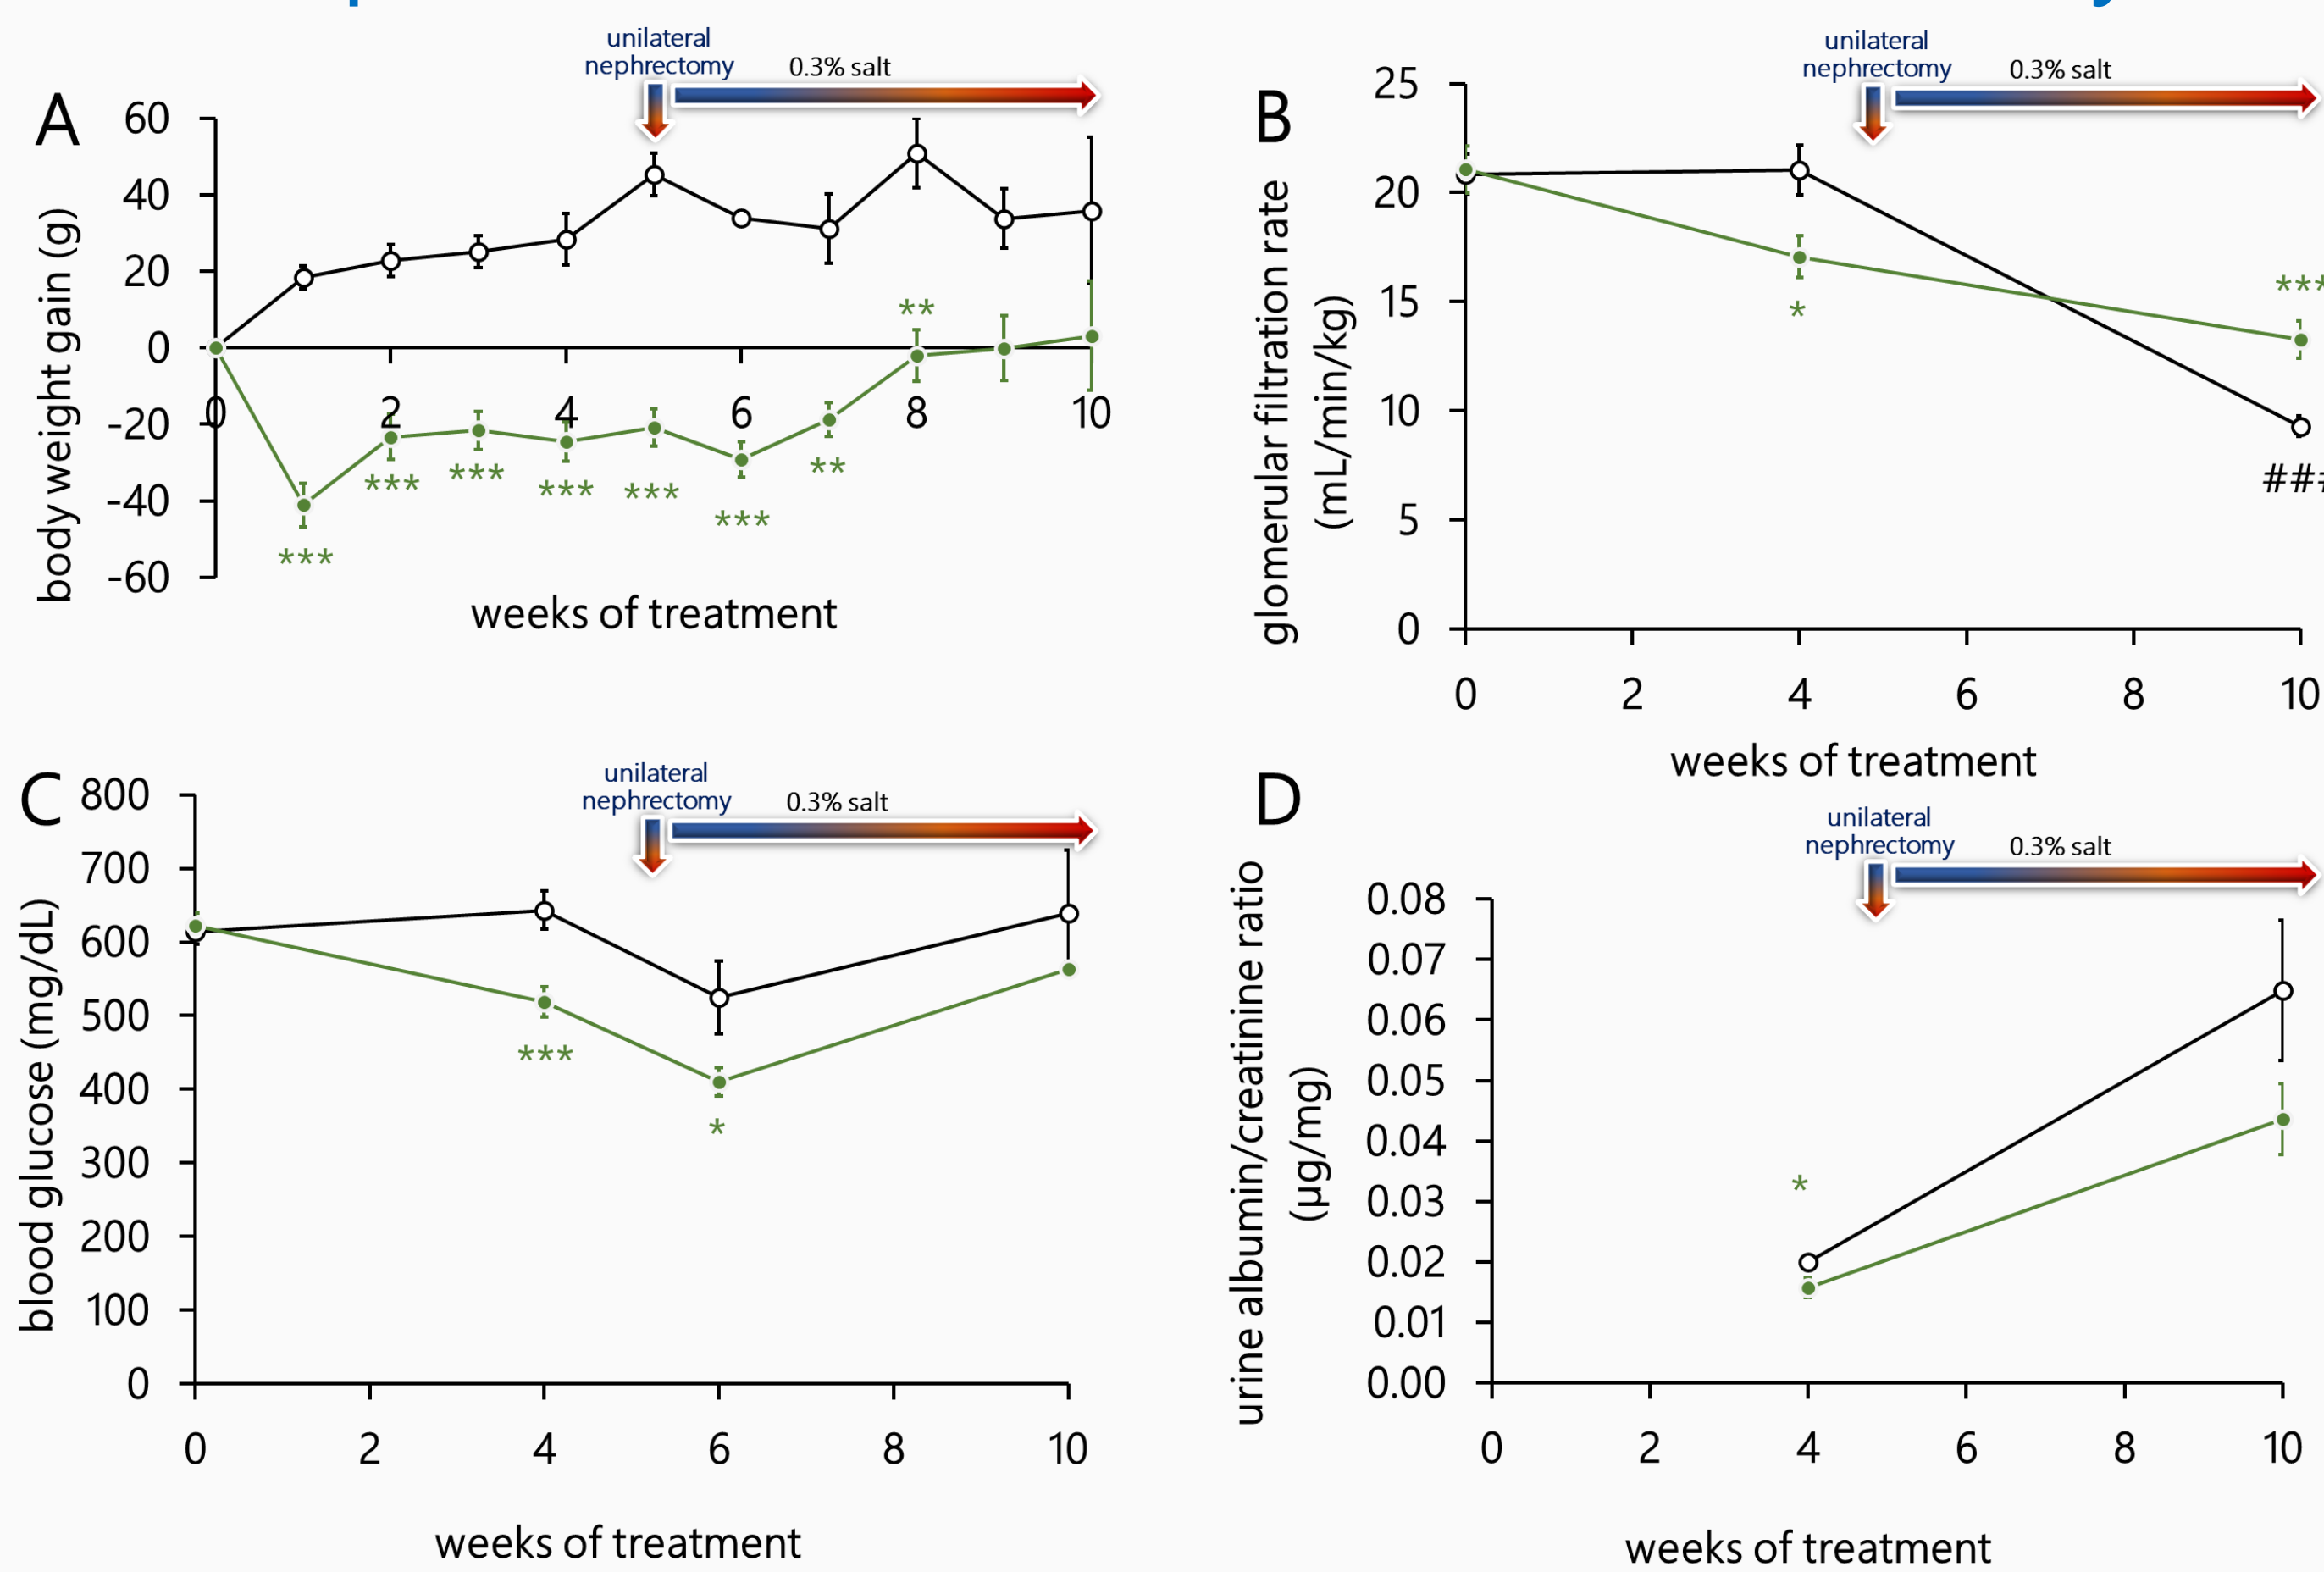 A
unilateral
nephrectomy
0.3% salt
body weight gain (g)
60
40
20
0
-20
-40
-60
0
2
4
6
8
10
**
***
***
***
***
***
***
**
weeks of treatment
B
unilateral
nephrectomy
0.3% salt
glomerular filtration rate
(mL/min/kg)
25
20
15
10
5
0
*
***
###
0
2
4
6
8
10
weeks of treatment
C
unilateral
nephrectomy
0.3% salt
blood glucose (mg/dL)
800
700
600
500
400
300
200
100
0
***
*
0
2
4
6
8
10
weeks of treatment
D
unilateral
nephrectomy
0.3% salt
urine albumin/creatinine ratio
(µg/mg)
0.08
0.07
0.06
0.05
0.04
0.03
0.02
0.01
0.00
*
0
2
4
6
8
10
weeks of treatment